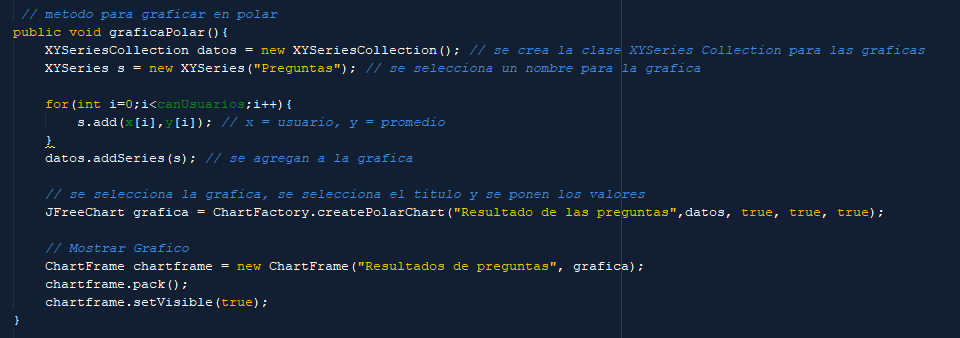 // metodo para graficar en polar
public void graficaPolar(){
XYSeriesCollection datos = new XYSeriesCollection(); // se crea la clase XYSeries Collection para las graficas
XYSeries s = new XYSeries("Preguntas"); // se selecciona un nombre para la grafica
for(int i=0;i<canUsuarios;i++){
s.add(x[i],y[i]); // x = usuario, y = promedio
}
datos.addSeries(s); // se agregan a la grafica
// se selecciona la grafica, se selecciona el titulo y se ponen los valores
JFreeChart grafica = ChartFactory.createPolarChart("Resultado de las preguntas",datos, true, true, true);
// Mostrar Grafico
ChartFrame chartframe = new ChartFrame("Resultados de preguntas", grafica);
chartframe.pack();
chartframe.setVisible(true);
}